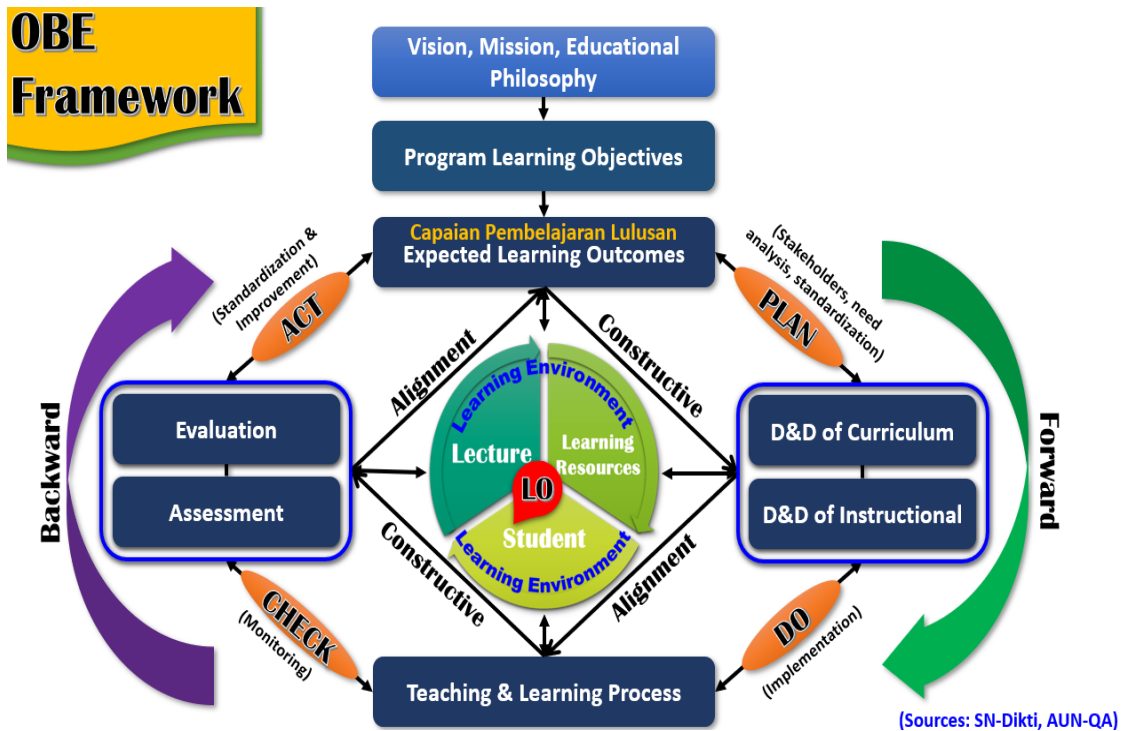 OBE
Framework
Vision, Mission, Educational
Philosophy
Program Learning Objectives
Capaian Pembelajaran Lulusan
Expected Learning Outcomes
(Standardization &
Improvement)
ACT
(Stakeholders, need
analysis, standardization)
PLAN
Alignment
Constructive
Learning Environment
Lecture
Learning
Resources
LO
Student
Learning Environment
Backward
Evaluation
Assessment
D&D of Curriculum
D&D of Instructional
Forward
Constructive
Alignment
CHECK
(Monitoring)
DO
(Implementation)
Teaching & Learning Process
(Sources: SN-Dikti, AUN-QA)